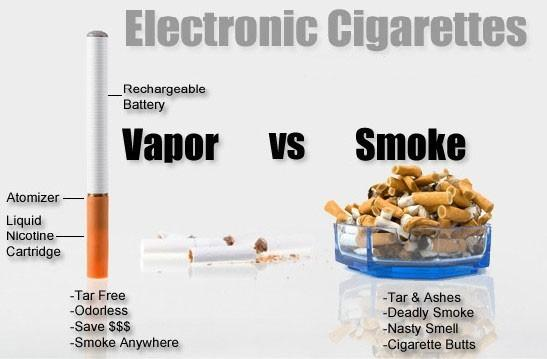 Electronic Cigarettes
Rechargeable
Battery
Vapor vs Smoke
Atomizer
Liquid
Nicotine
Cartridge
-Tar Free
-Odorless
-Save $$$
-Smoke Anywhere
-Tar & Ashes
-Deadly Smoke
-Nasty Smell
-Cigarette Butts